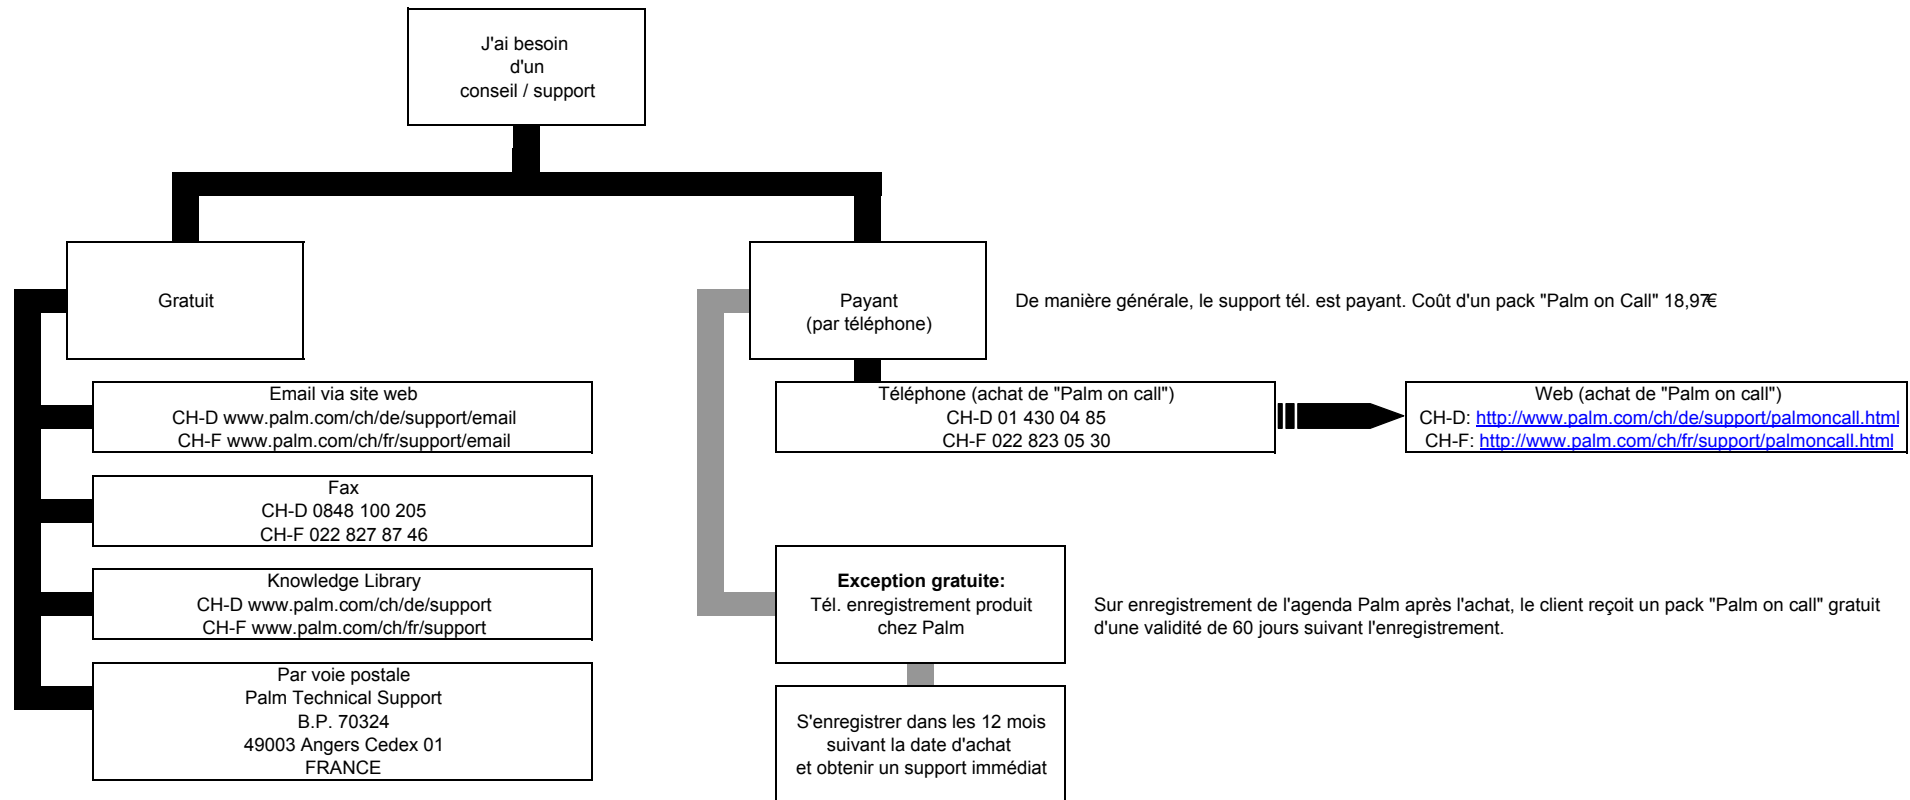 J'ai besoin
d'un
conseil / support
Gratuit
Payant
(par téléphone)
De manière générale, le support tél. est payant. Coût d'un pack "Palm on Call" 18,97€
Email via site web
CH-D www.palm.com/ch/de/support/email
CH-F www.palm.com/ch/fr/support/email
Téléphone (achat de "Palm on call")
CH-D 01 430 04 85
CH-F 022 823 05 30
Web (achat de "Palm on call")
CH-D: http://www.palm.com/ch/de/support/palmoncall.html
CH-F: http://www.palm.com/ch/fr/support/palmoncall.html
Fax
CH-D 0848 100 205
CH-F 022 827 87 46
Knowledge Library
CH-D www.palm.com/ch/de/support
CH-F www.palm.com/ch/fr/support
Exception gratuite:
Tél. enregistrement produit
chez Palm
Sur enregistrement de l'agenda Palm après l'achat, le client reçoit un pack "Palm on call" gratuit
d'une validité de 60 jours suivant l'enregistrement.
Par voie postale
Palm Technical Support
B.P. 70324
49003 Angers Cedex 01
FRANCE
S'enregistrer dans les 12 mois
suivant la date d'achat
et obtenir un support immédiat